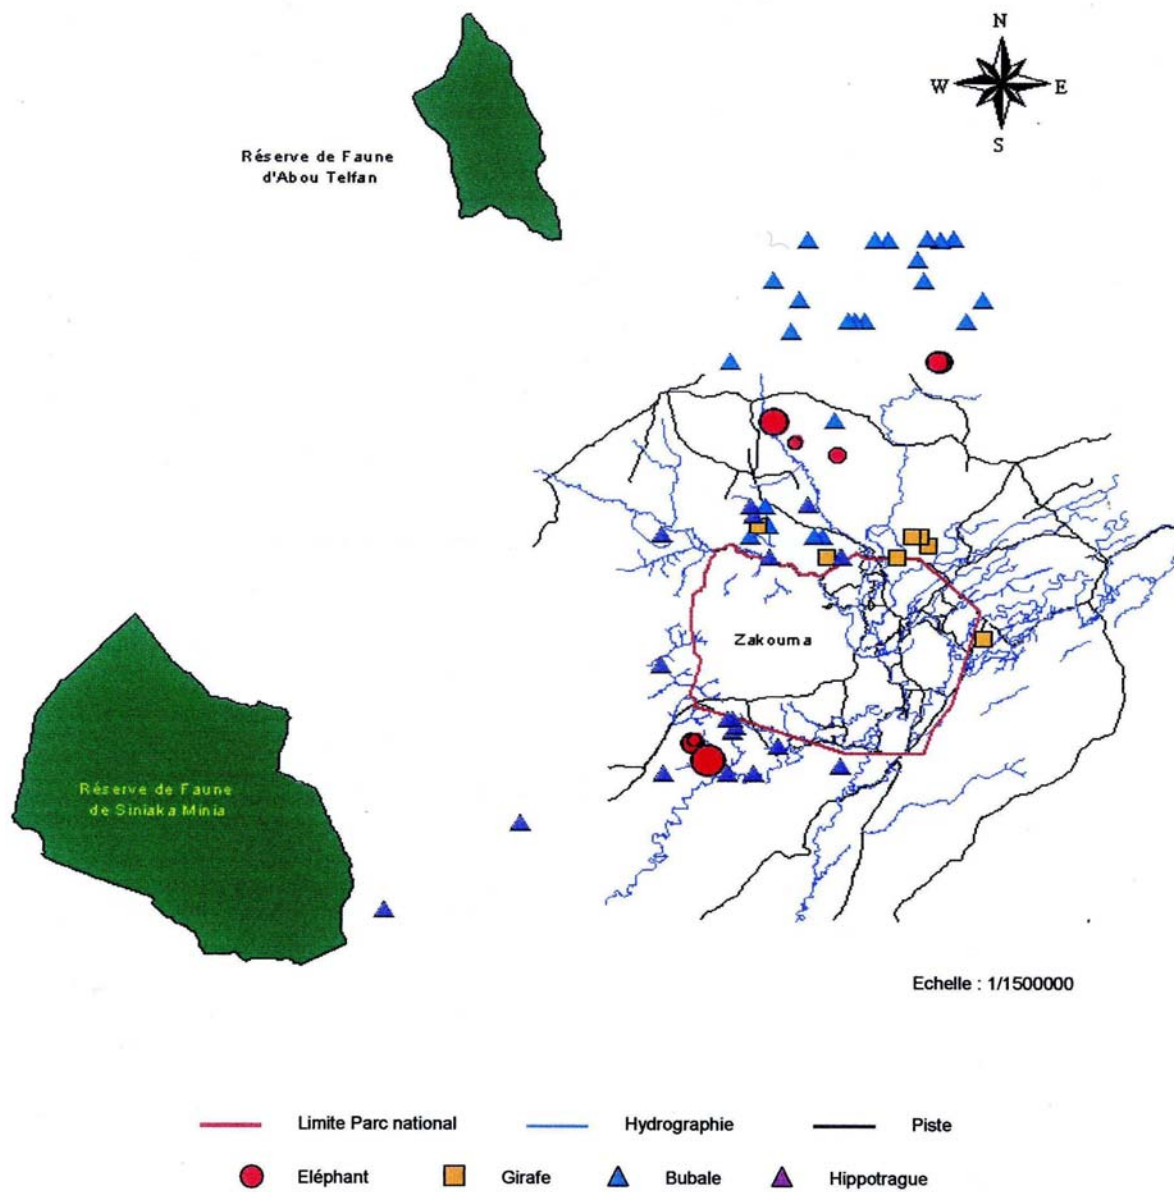 N
W E
S
Réserve de Faune
d'Abou Telfan
Zakouma
Réserve de Faune
de Siniaka Minia
Echelle : 1/1500000
Limite Parc national
Hydrographie
Piste
Eléphant
Girafe
Bubale
Hippotrague